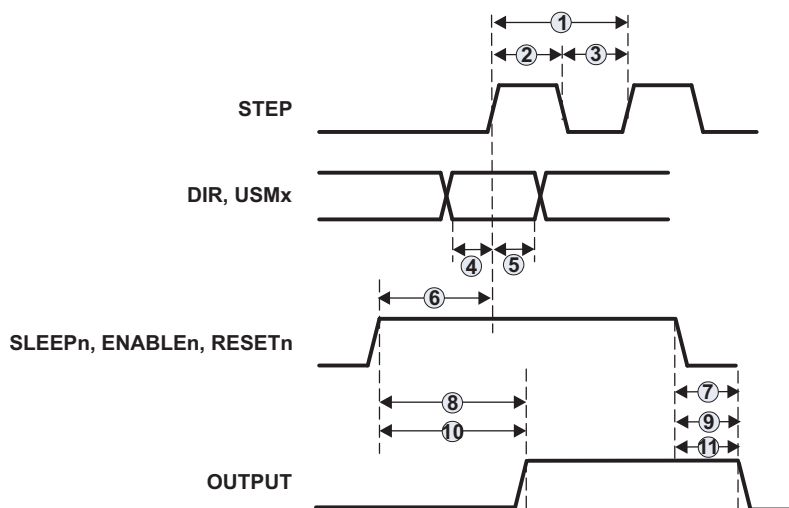 1
2 3
STEP
DIR, USMx
4 5
6
SLEEPn, ENABLEn, RESETn
8 7
10 9
11
OUTPUT